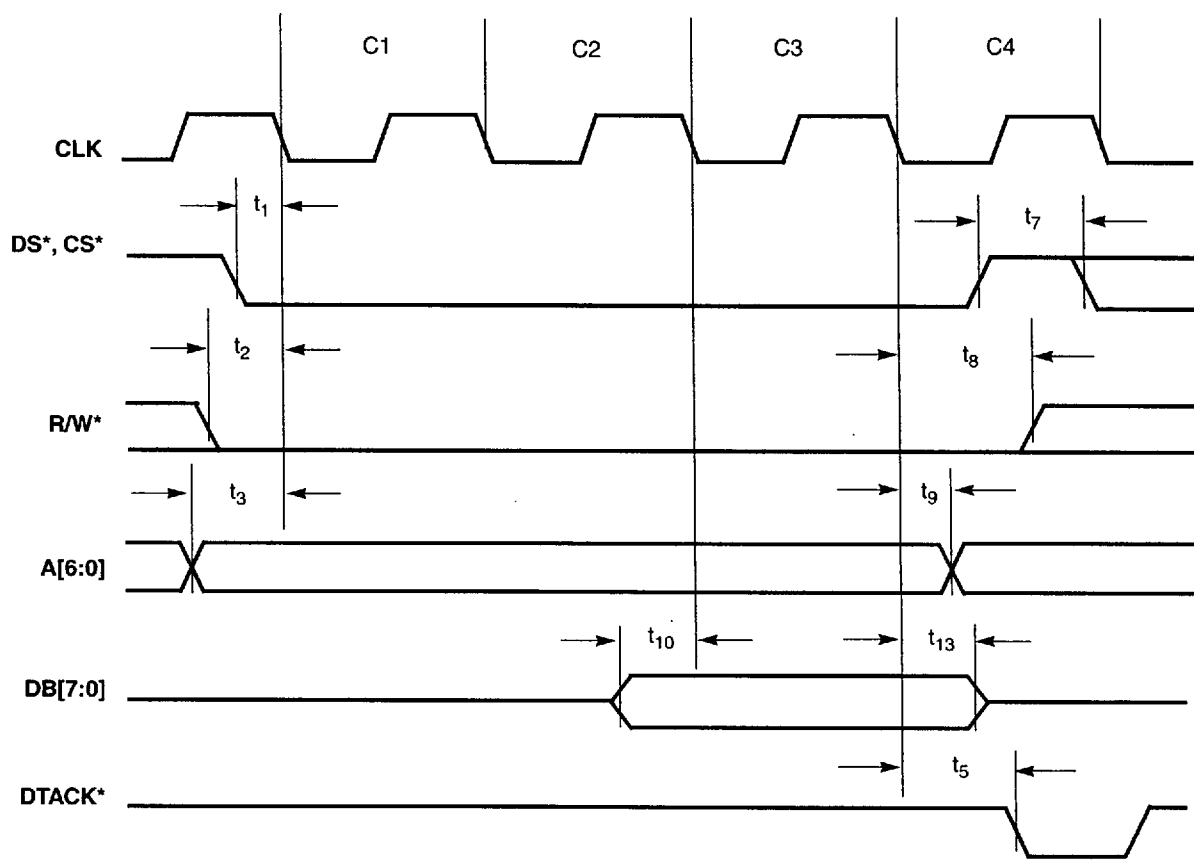 C1 C2 C3 C4
CLK
t1
t7
DS*, CS*
t2
t8
R/W*
t3
t9
A[6:0]
t10
t13
DB[7:0]
t5
DTACK*